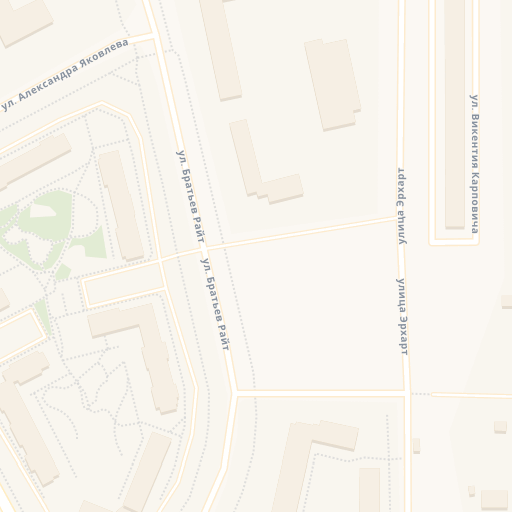 ул. Александра Яковлева
ул. Викентия Карповича
ул. Братьев Райт
улица Эрхарт
ул. Братьев Райт
улица Эрхарт